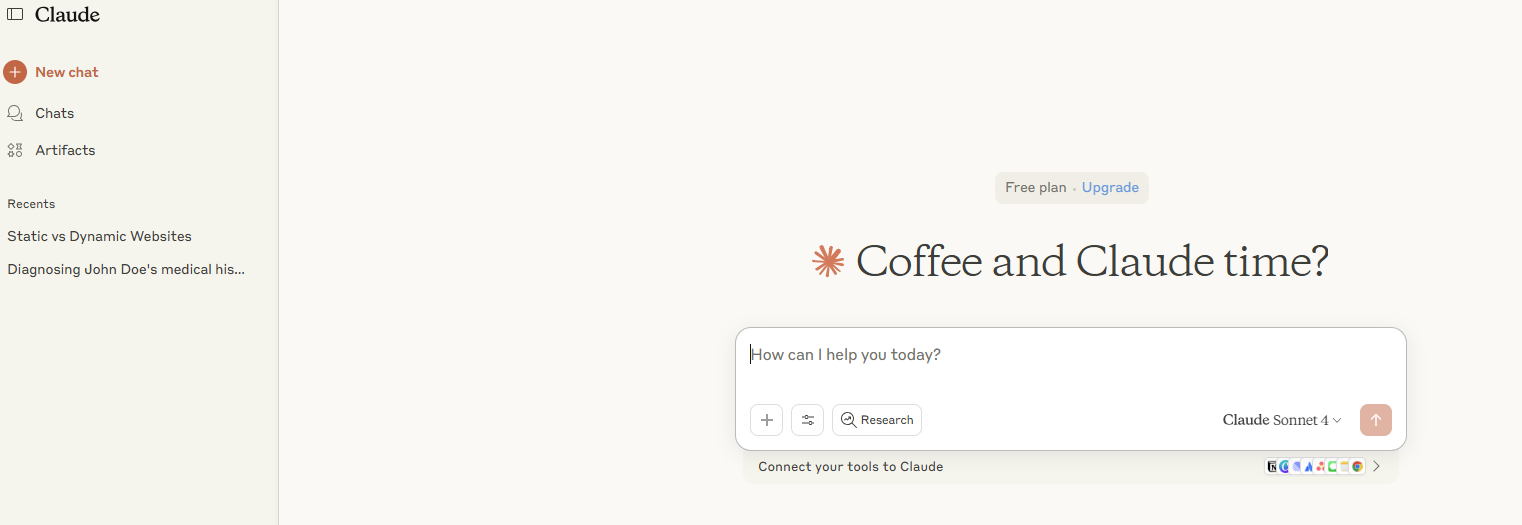 Claude
New chat
Chats
Artifacts
Recents
Static vs Dynamic Websites
Diagnosing John Doe's medical his...
Free plan · Upgrade
Coffee and Claude time?
How can I help you today?
Research
Claude Sonnet 4
Connect your tools to Claude